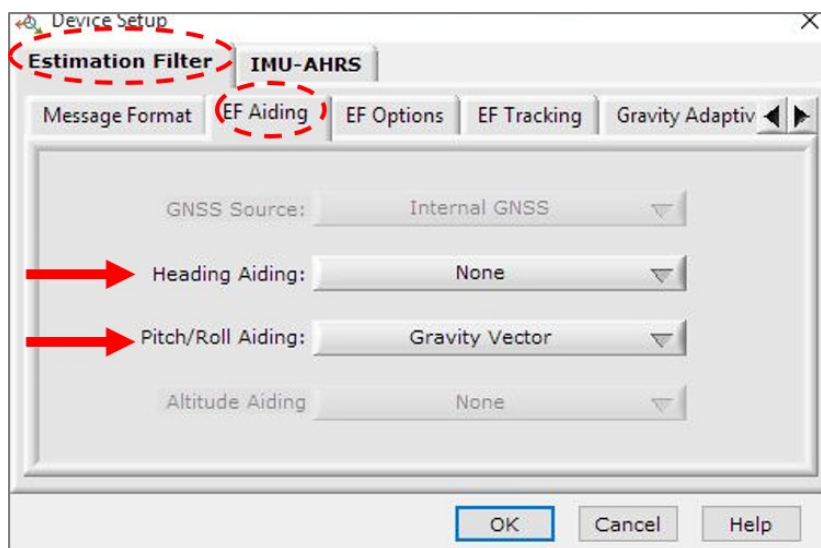 Device Setup
Estimation Filter IMU-AHRS
Message Format EF Aiding EF Options EF Tracking Gravity Adaptiv
GNSS Source: Internal GNSS
Heading Aiding: None
Pitch/Roll Aiding: Gravity Vector
Altitude Aiding None
OK Cancel Help